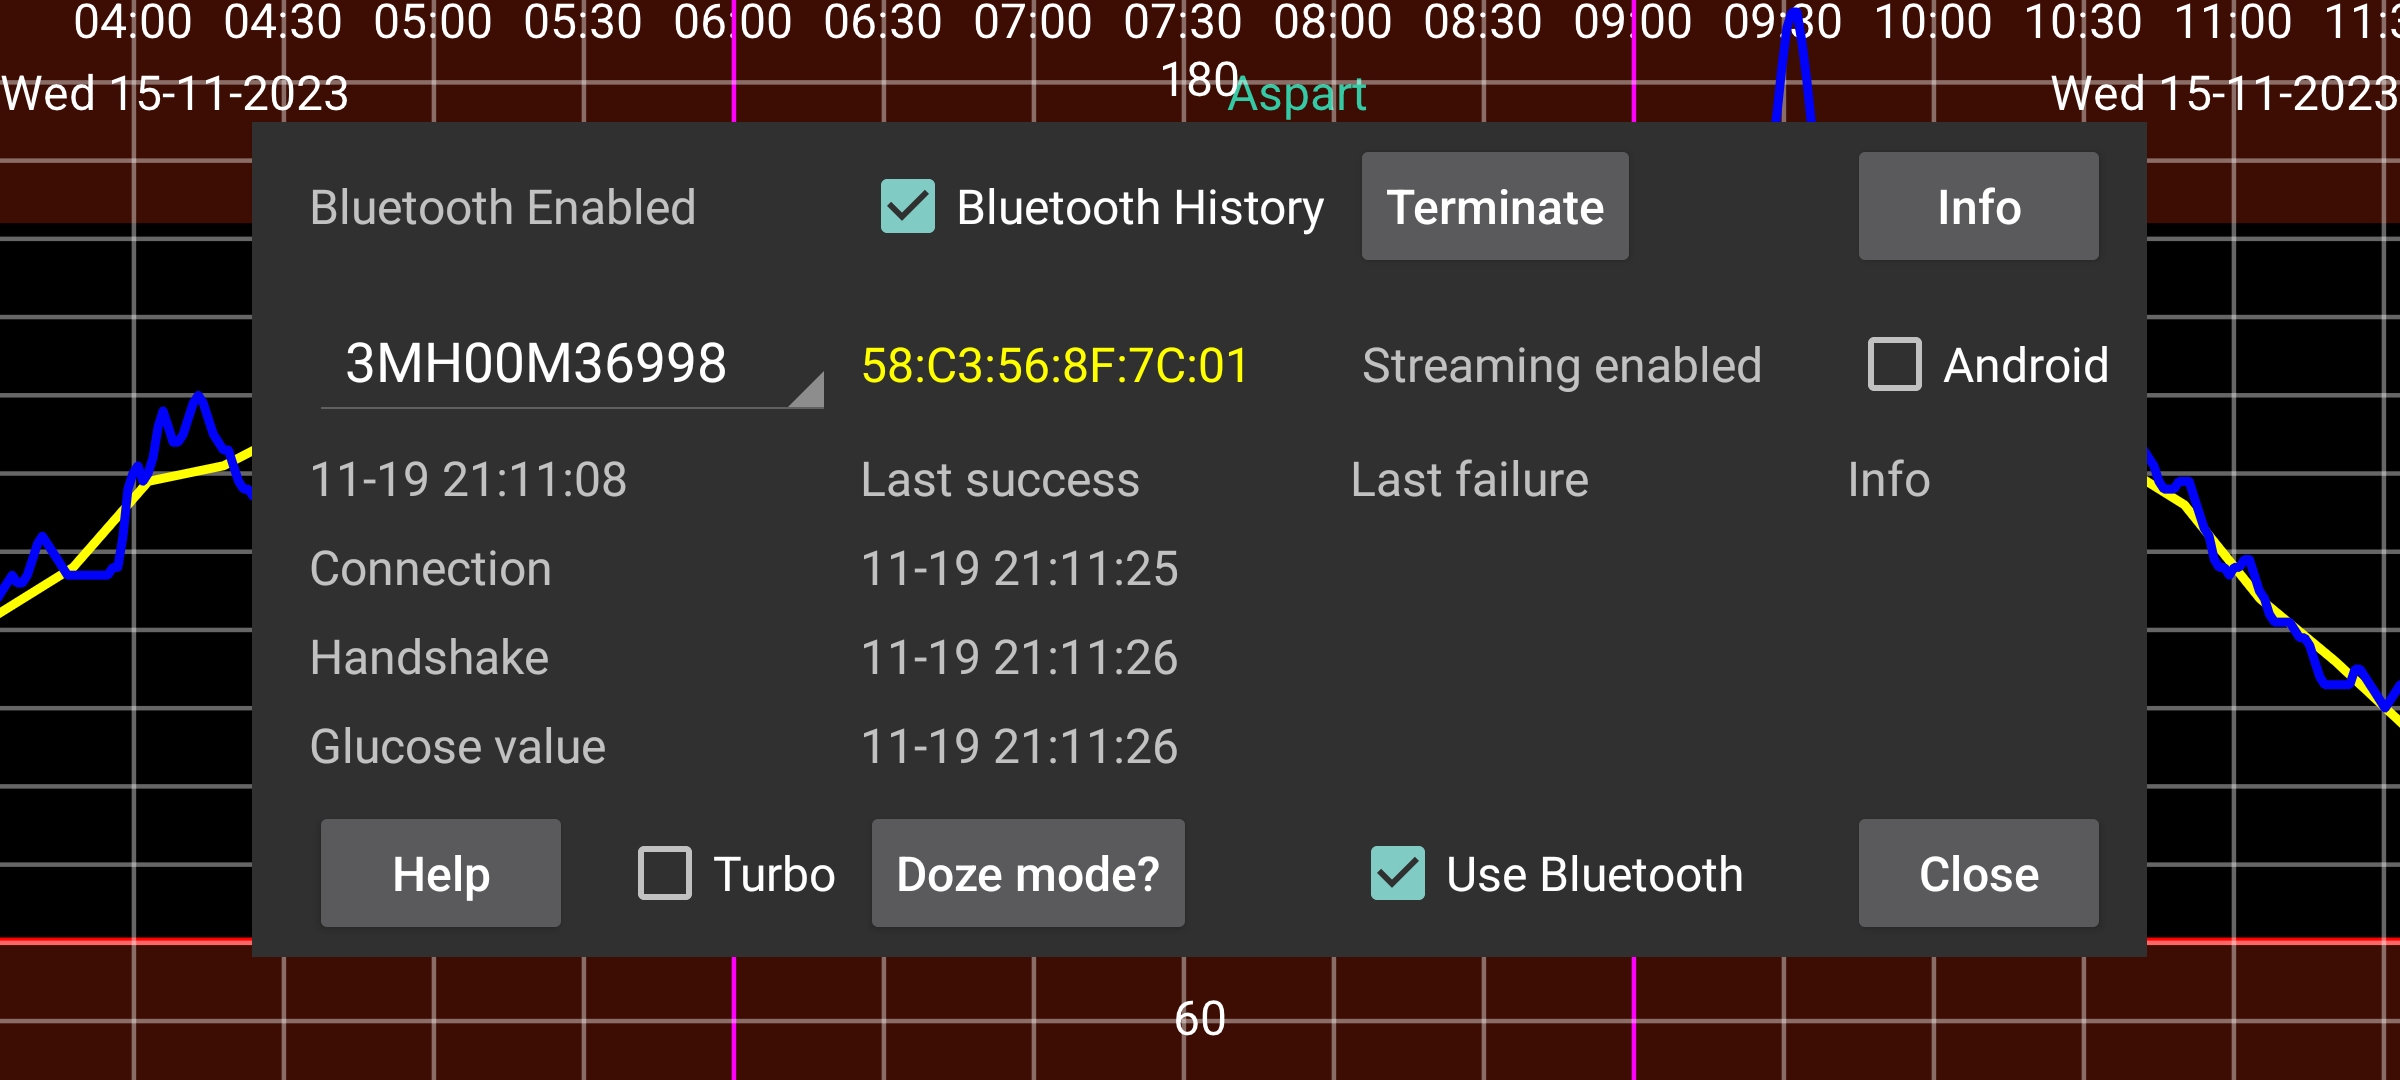 04:00 04:30 05:00 05:30 06:00 06:30 07:00 07:30 08:00 08:30 09:00 09:30 10:00 10:30 11:00 11:3
180
Wed 15-11-2023 Aspart Wed 15-11-2023
Bluetooth Enabled Bluetooth History Terminate Info
3MH00M36998 58:C3:56:8F:7C:01 Streaming enabled Android
11-19 21:11:08 Last success Last failure Info
Connection 11-19 21:11:25
Handshake 11-19 21:11:26
Glucose value 11-19 21:11:26
Help Turbo Doze mode? Use Bluetooth Close
60